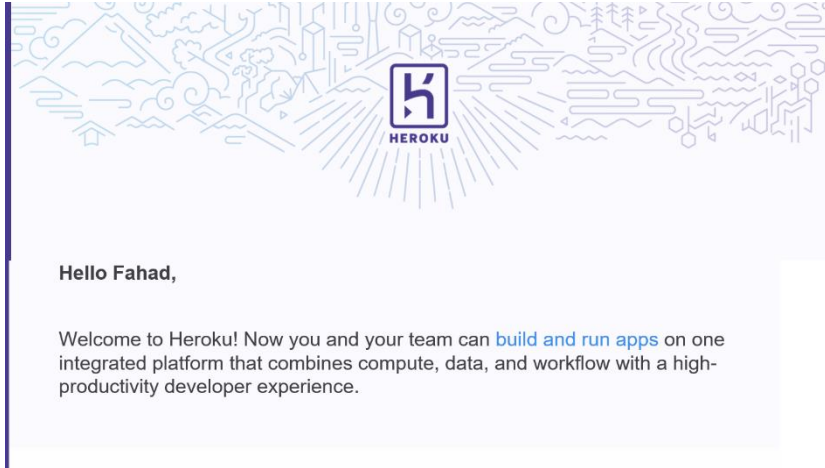 HEROKU
Hello Fahad,
Welcome to Heroku! Now you and your team can build and run apps on one
integrated platform that combines compute, data, and workflow with a high-
productivity developer experience.